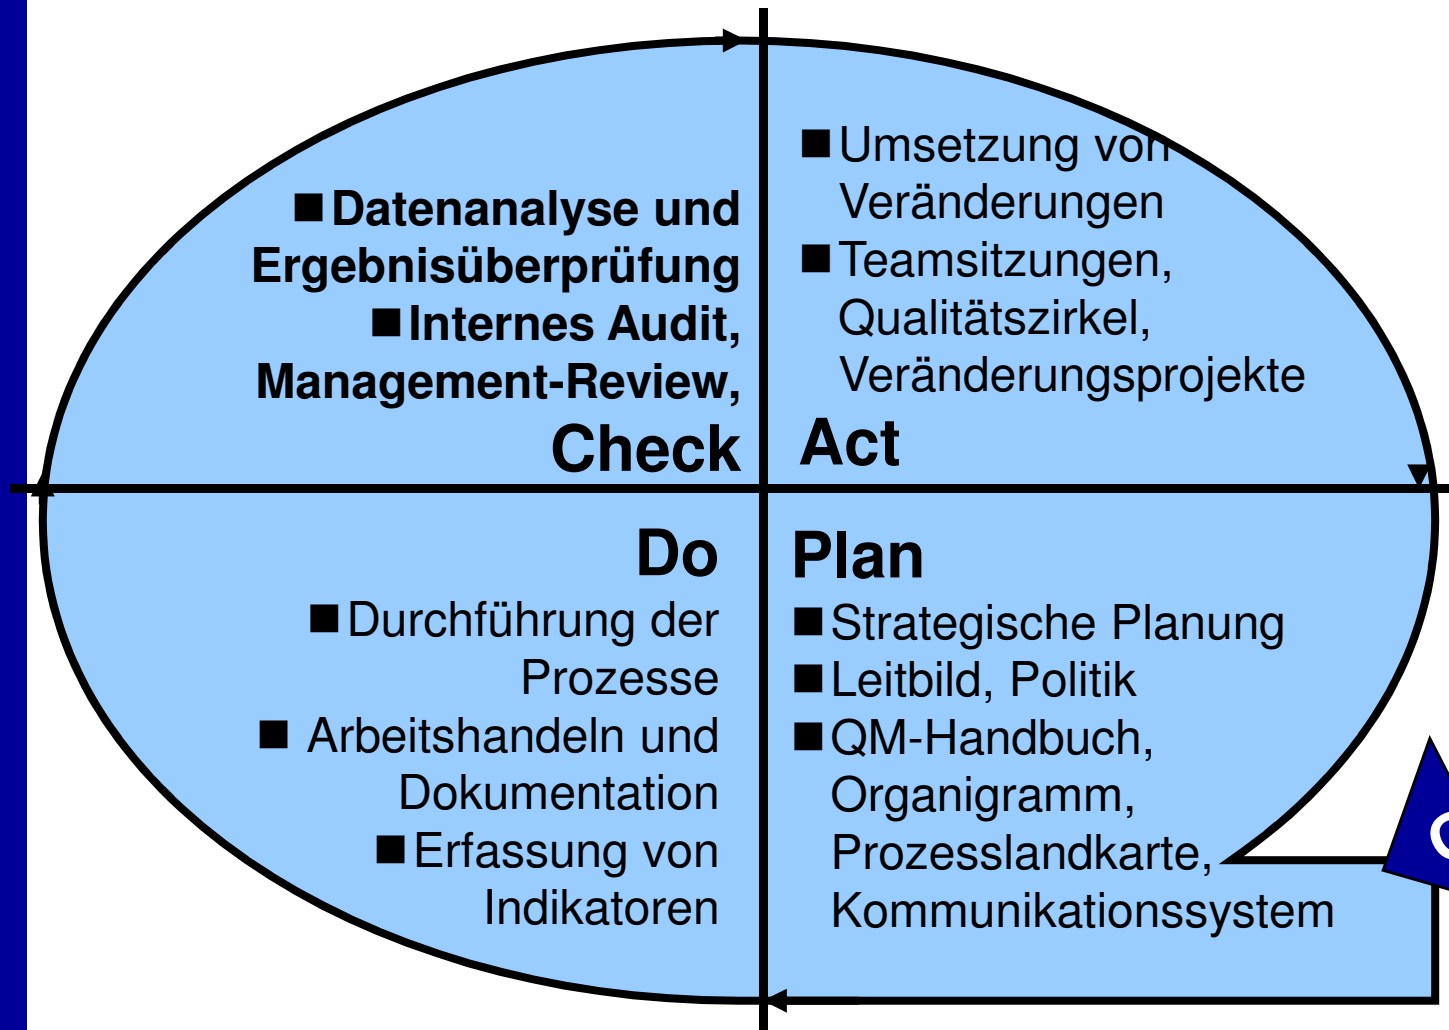 ■ Datenanalyse und
Ergebnisüberprüfung
■ Internes Audit,
Management-Review,
Check
■ Umsetzung von
Veränderungen
■ Teamsitzungen,
Qualitätszirkel,
Veränderungsprojekte
Act
Do
■ Durchführung der
Prozesse
■ Arbeitshandeln und
Dokumentation
■ Erfassung von
Indikatoren
Plan
■ Strategische Planung
■ Leitbild, Politik
■ QM-Handbuch,
Organigramm,
Prozesslandkarte,
Kommunikationssystem